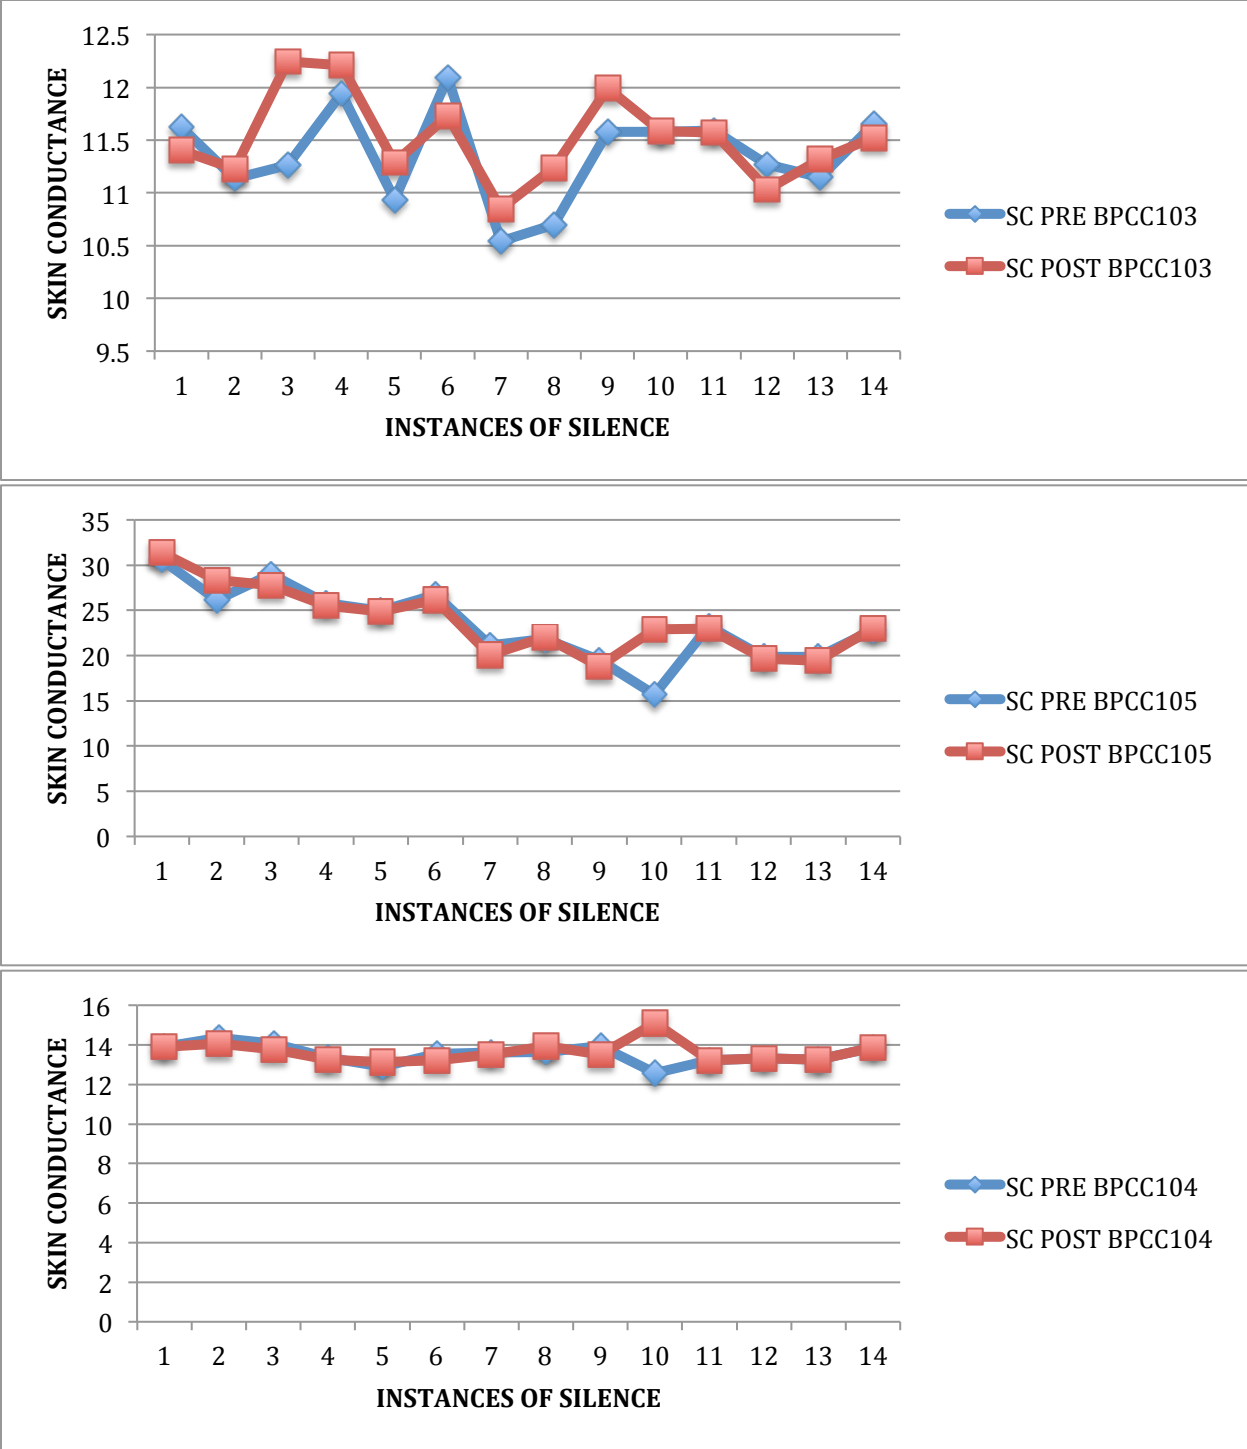 SKIN CONDUCTANCE
12.5
12
11.5
11
10.5
10
9.5
1 2 3 4 5 6 7 8 9 10 11 12 13 14
INSTANCES OF SILENCE
SC PRE BPCC103
SC POST BPCC103
SKIN CONDUCTANCE
35
30
25
20
15
10
5
0
1 2 3 4 5 6 7 8 9 10 11 12 13 14
INSTANCES OF SILENCE
SC PRE BPCC105
SC POST BPCC105
SKIN CONDUCTANCE
16
14
12
10
8
6
4
2
0
1 2 3 4 5 6 7 8 9 10 11 12 13 14
INSTANCES OF SILENCE
SC PRE BPCC104
SC POST BPCC104